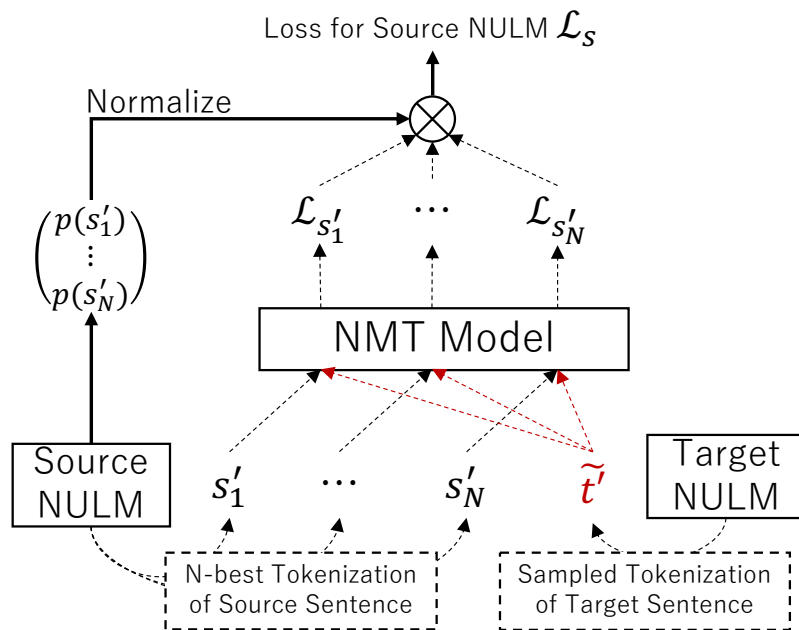 Loss for Source NULM ℒ_s
Normalize
p(s′_1)
⋮
p(s′_N)
ℒ_{s′_1} ⋯ ℒ_{s′_N}
NMT Model
Source
NULM
s′_1 ⋯ s′_N
t̃′
Target
NULM
N-best Tokenization
of Source Sentence
Sampled Tokenization
of Target Sentence